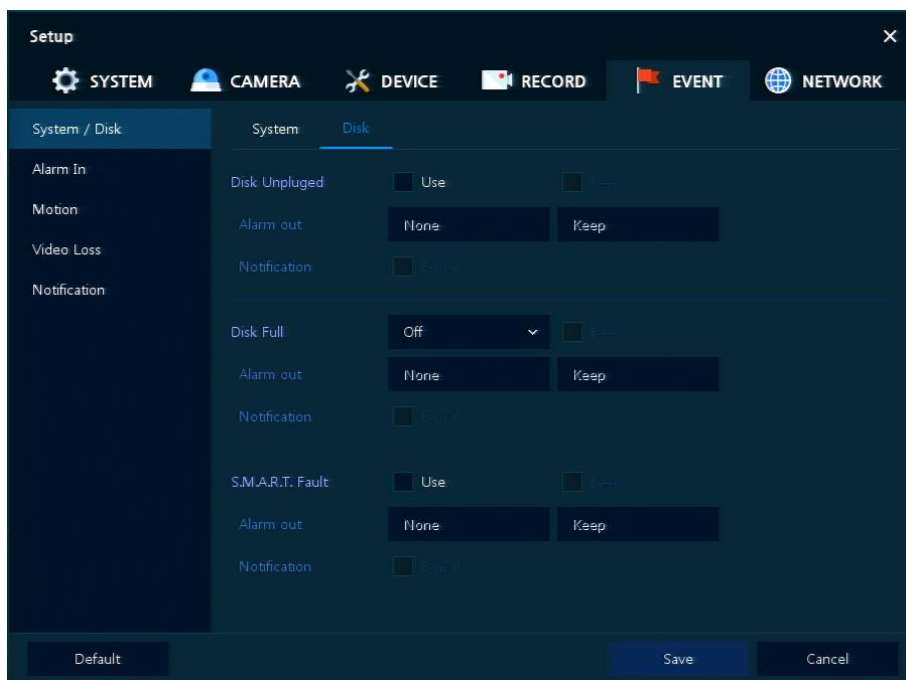 Setup
SYSTEM CAMERA DEVICE RECORD EVENT NETWORK
System / Disk
Alarm In
Motion
Video Loss
Notification
System Disk
Disk Unpluged Use
Alarm out None Keep
Notification
Disk Full Off
Alarm out None Keep
Notification
S.M.A.R.T. Fault Use
Alarm out None Keep
Notification
Default Save Cancel